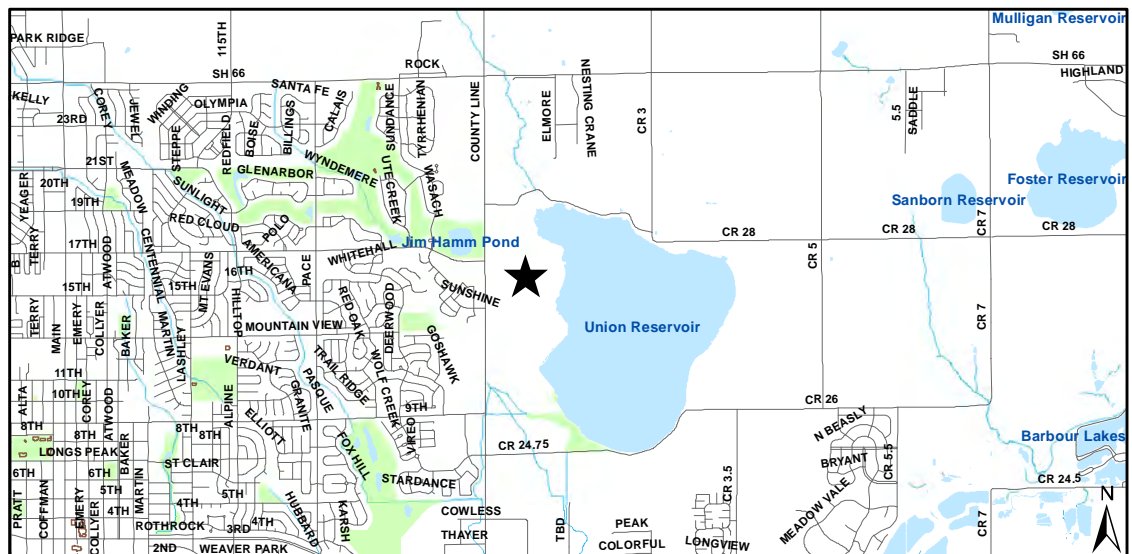 Mulligan Reservoir
PARK RIDGE
115TH
ROCK
SH 66
SH 66
HIGHLAND
KELLY
COREY
JEWEL
WINDING
OLYMPIA
SANTA FE
CALAIS
SUNDANCE
TYRRHENIAN
COUNTY LINE
ELMORE
NESTING CRANE
CR 3
5.5
SADDLE
23RD
STEPPE
REDFIELD
BOISE
BILLINGS
21ST
MEADOW
SUNLIGHT
GLENARBOR
WYNDEMERE
UTECREEK
WASACH
Foster Reservoir
Sanborn Reservoir
20TH
19TH
YEAGER
TERRY
RED CLOUD
POLO
CR 7
CR 28
CR 28
CR 28
17TH
ATWOOD
CENTENNIAL
AMERICANA
WHITEHALL
Jim Hamm Pond
CR 5
B
16TH
PACE
15TH
15TH
MT EVANS
SUNSHINE
TERRY
MAIN
EMERY
COLLYER
BAKER
MARTIN
LASHLEY
HILLTOP
MOUNTAIN VIEW
RED OAK
DEERWOOD
GOSHAWK
Union Reservoir
CR 7
VERDANT
TRAIL RIDGE
WOLF CREEK
11TH
10TH
ALTA
COREY
ATWOOD
ALPINE
GRANITE
PASQUE
9TH
CR 26
8TH
8TH
8TH
8TH
ELLIOTT
FOX HILL
VIREO
CR 24.75
N BEASLY
Barbour Lakes
LONGS PEAK
BAKER
ST CLAIR
BRYANT
CR 5.5
6TH
6TH
STARDANCE
CR 3.5
CR 24.5
PRATT
COFFMAN
EMERY
COLLYER
5TH
4TH
MARTIN
4TH
5TH
4TH
HUBBARD
KARSH
COWLESS
MEADOW VALE
N
ROTHROCK
3RD
THAYER
TBD
PEAK
CR 7
2ND
WEAVER PARK
COLORFUL
LONGVIEW